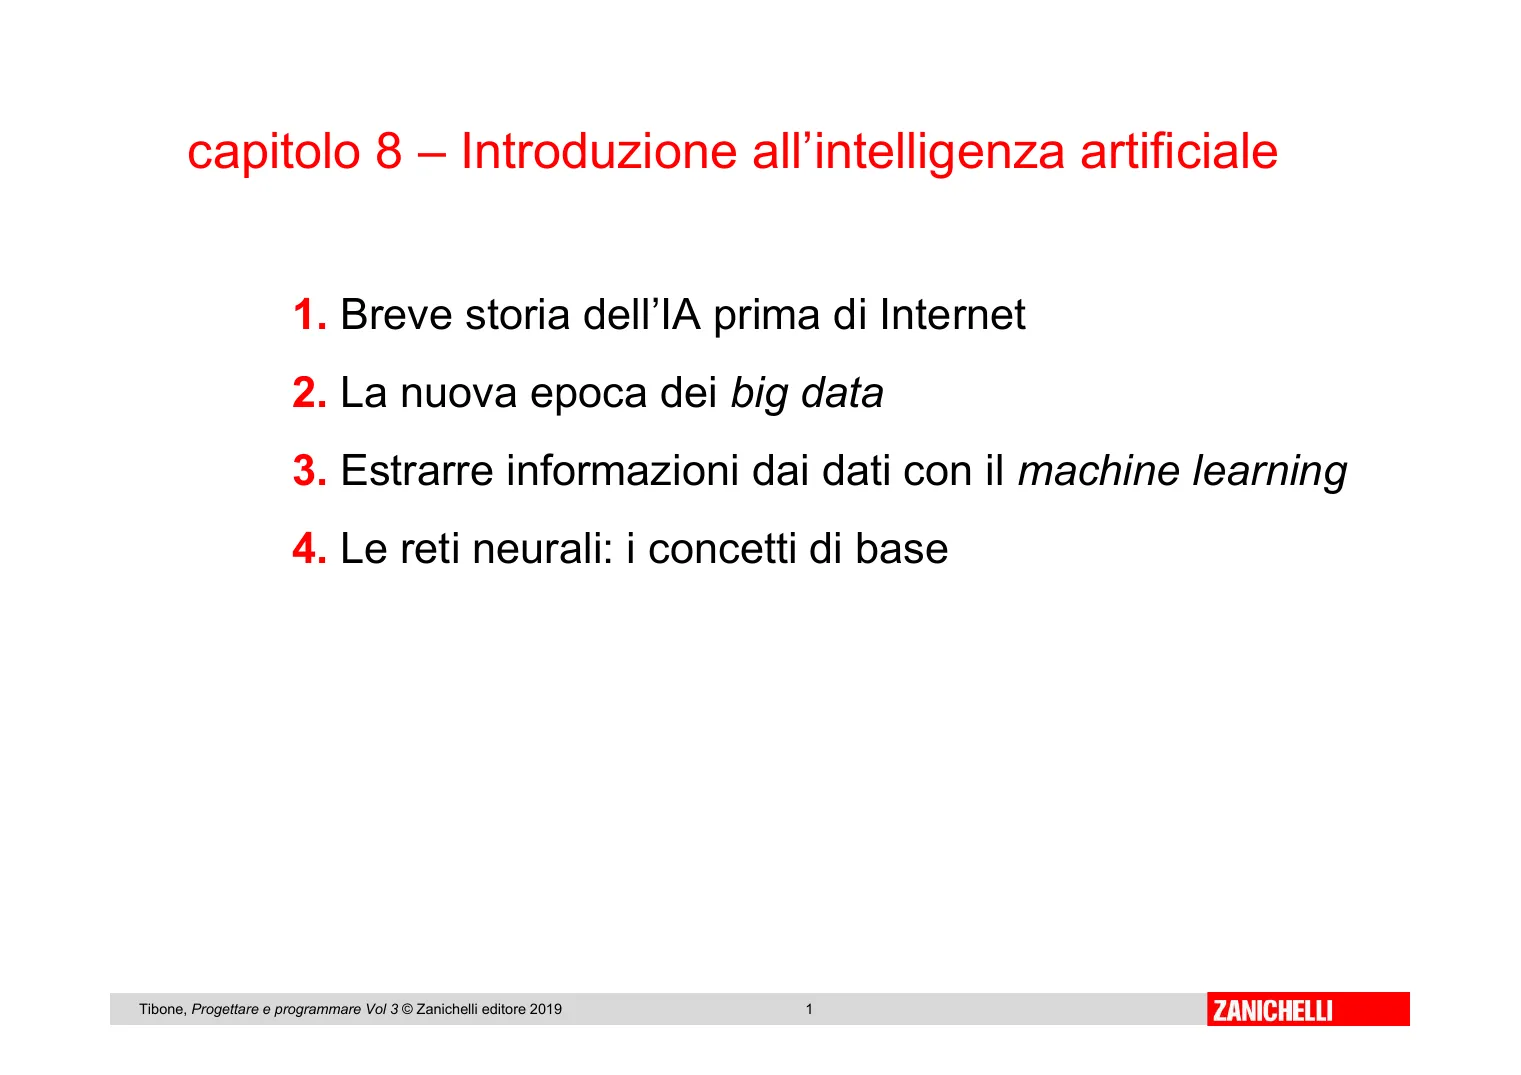 capitolo 8 – Introduzione all’intelligenza artificiale
1. Breve storia dell’IA prima di Internet
2. La nuova epoca dei big data
3. Estrarre informazioni dai dati con il machine learning
4. Le reti neurali: i concetti di base
Tibone, Progettare e programmare Vol 3 © Zanichelli editore 2019 1 ZANICHELLI